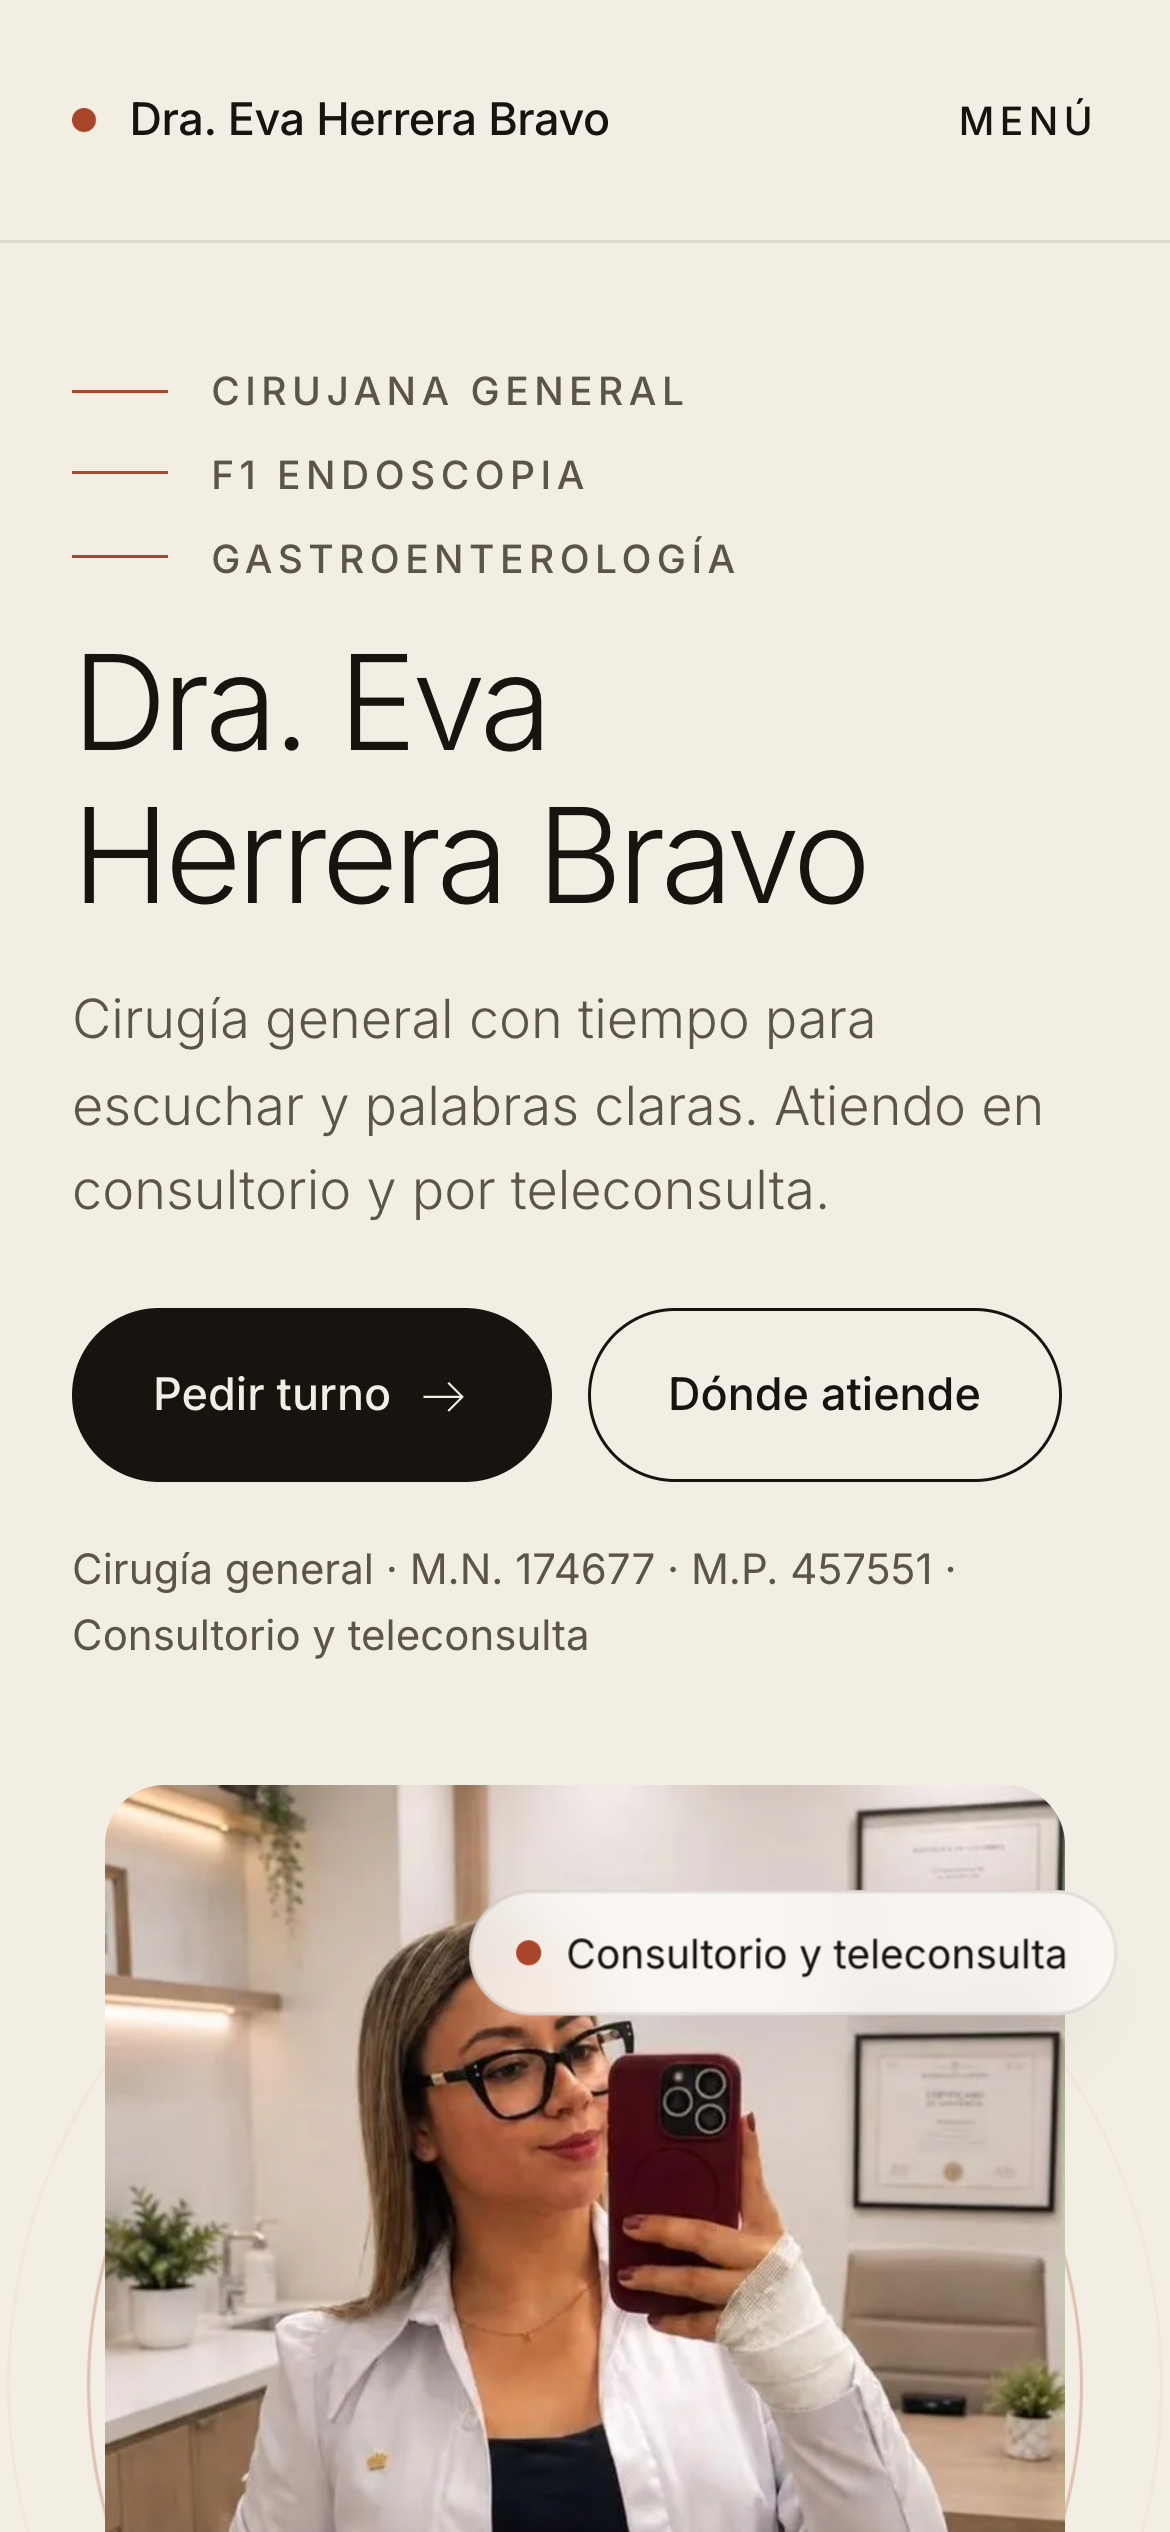 Dra. Eva Herrera Bravo
MENÚ
CIRUJANA GENERAL
F1 ENDOSCOPIA
GASTROENTEROLOGÍA
Dra. Eva
Herrera Bravo
Cirugía general con tiempo para
escuchar y palabras claras. Atiendo en
consultorio y por teleconsulta.
Pedir turno →
Dónde atiende
Cirugía general · M.N. 174677 · M.P. 457551 ·
Consultorio y teleconsulta
Consultorio y teleconsulta